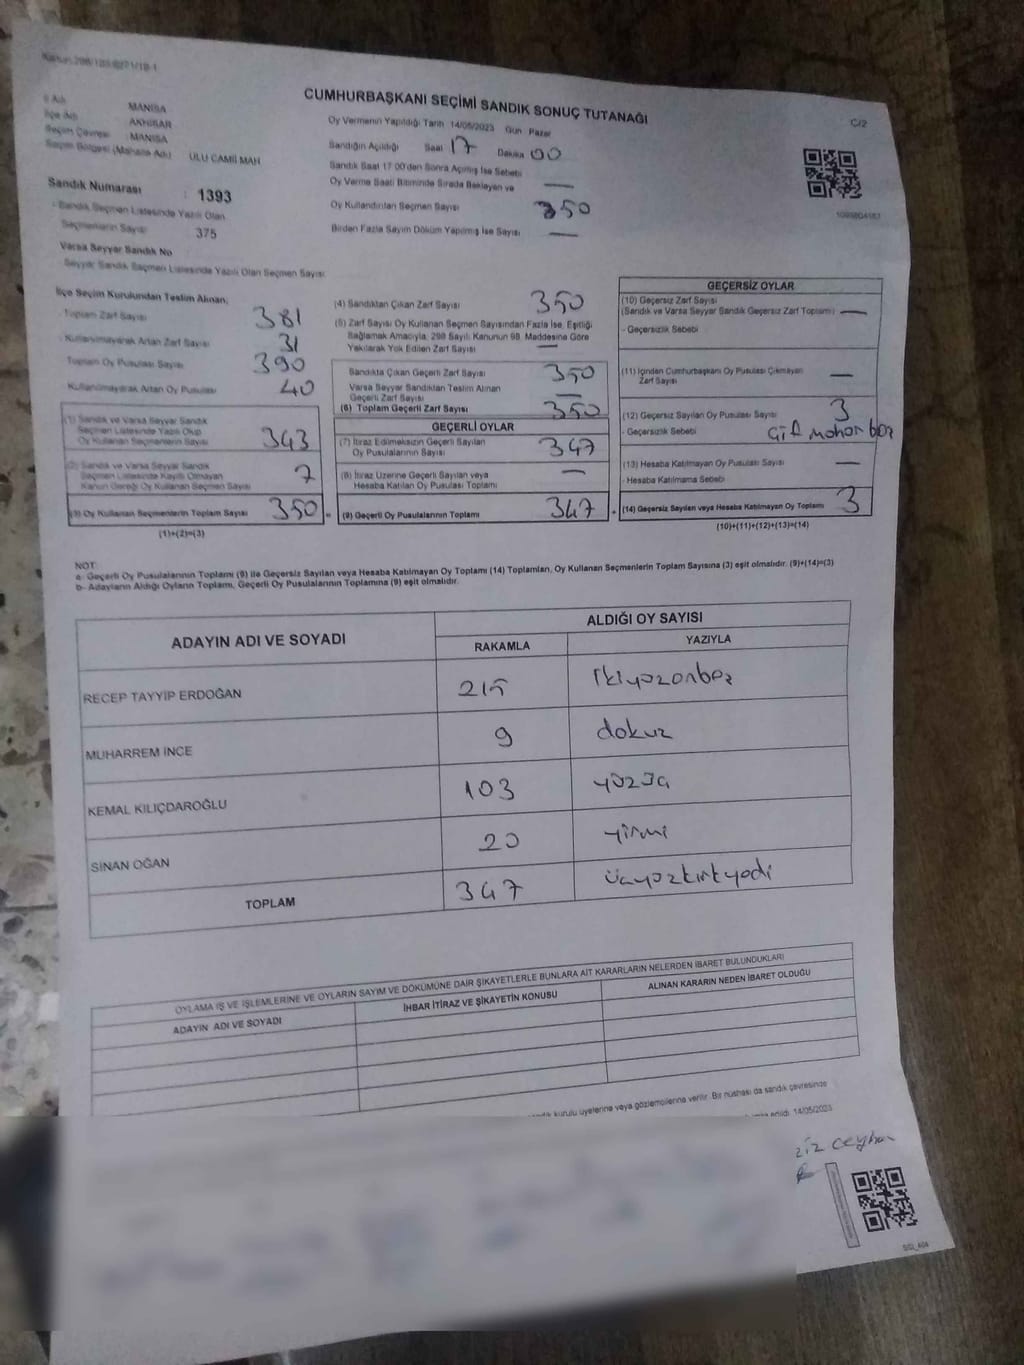 CUMHURBAŞKANI SEÇİMİ SANDIK SONUÇ TUTANAĞI
C/2
İl Adı MANİSA
İlçe Adı AKHİSAR
Seçim Çevresi : MANİSA
Seçim Bölgesi (Mahalle Adı) ULU CAMİİ MAH
Oy Vermenin Yapıldığı Tarih 14/05/2023 Gün Pazar
Sandığın Açıldığı Saat 17 Dakika 00
Sandık Saat 17:00'den Sonra Açılmış İse Sebebi
Oy Verme Saati Bitiminde Sırada Bekleyen ve —
Oy Kullandırılan Seçmen Sayısı 350
Birden Fazla Sayım Döküm Yapılmış İse Sayısı —
Sandık Numarası : 1393
- Sandık Seçmen Listesinde Yazılı Olan
Seçmenlerin Sayısı 375
Varsa Seyyar Sandık No
- Seyyar Sandık Seçmen Listesinde Yazılı Olan Seçmen Sayısı
İlçe Seçim Kurulundan Teslim Alınan,
- Toplam Zarf Sayısı 381
- Kullanılmayarak Artan Zarf Sayısı 31
Toplam Oy Pusulası Sayısı 390
Kullanılmayarak Artan Oy Pusulası 40
(1) Sandık ve Varsa Seyyar Sandık
Seçmen Listesinde Yazılı Olup
Oy Kullanan Seçmenlerin Sayısı 343
(2) Sandık ve Varsa Seyyar Sandık
Seçmen Listesinde Kayıtlı Olmayan
Kanun Gereği Oy Kullanan Seçmen Sayısı 7
(3) Oy Kullanan Seçmenlerin Toplam Sayısı 350
(1)+(2)=(3)
(4) Sandıktan Çıkan Zarf Sayısı 350
(5) Zarf Sayısı Oy Kullanan Seçmen Sayısından Fazla İse, Eşitliği
Sağlamak Amacıyla, 298 Sayılı Kanunun 98. Maddesine Göre
Yakılarak Yok Edilen Zarf Sayısı —
Sandıkta Çıkan Geçerli Zarf Sayısı 350
Varsa Seyyar Sandıktan Teslim Alınan
Geçerli Zarf Sayısı —
(6) Toplam Geçerli Zarf Sayısı 350
GEÇERLİ OYLAR
(7) İtiraz Edilmeksizin Geçerli Sayılan
Oy Pusulalarının Sayısı 347
(8) İtiraz Üzerine Geçerli Sayılan veya
Hesaba Katılan Oy Pusulası Toplamı —
= (9) Geçerli Oy Pusulalarının Toplamı 347
GEÇERSİZ OYLAR
(10) Geçersiz Zarf Sayısı
(Sandık ve Varsa Seyyar Sandık Geçersiz Zarf Toplamı) —
- Geçersizlik Sebebi
(11) İçinden Cumhurbaşkanı Oy Pusulası Çıkmayan
Zarf Sayısı —
(12) Geçersiz Sayılan Oy Pusulası Sayısı 3
- Geçersizlik Sebebi
(13) Hesaba Katılmayan Oy Pusulası Sayısı —
- Hesaba Katılmama Sebebi
+ (14) Geçersiz Sayılan veya Hesaba Katılmayan Oy Toplamı 3
(10)+(11)+(12)+(13)=(14)
NOT:
a- Geçerli Oy Pusulalarının Toplamı (9) ile Geçersiz Sayılan veya Hesaba Katılmayan Oy Toplamı (14) Toplamları, Oy Kullanan Seçmenlerin Toplam Sayısına (3) eşit olmalıdır. (9)+(14)=(3)
b- Adayların Aldığı Oyların Toplamı, Geçerli Oy Pusulalarının Toplamına (9) eşit olmalıdır.
ADAYIN ADI VE SOYADI
ALDIĞI OY SAYISI
RAKAMLA YAZIYLA
RECEP TAYYİP ERDOĞAN 215 ikiyüzonbeş
MUHARREM İNCE 9 dokuz
KEMAL KILIÇDAROĞLU 103 yüzüç
SİNAN OĞAN 20 yirmi
TOPLAM 347 üçyüzkırkyedi
OYLAMA İŞ VE İŞLEMLERİNE VE OYLARIN SAYIM VE DÖKÜMÜNE DAİR ŞİKAYETLERLE BUNLARA AİT KARARLARIN NELERDEN İBARET BULUNDUKLARI
ADAYIN ADI VE SOYADI İHBAR İTİRAZ VE ŞİKAYETİN KONUSU ALINAN KARARIN NEDEN İBARET OLDUĞU
kurulu üyelerine veya gözlemcilerine verilir. Bir nüshası da sandık çevresinde
14/05/2023
ceyhan